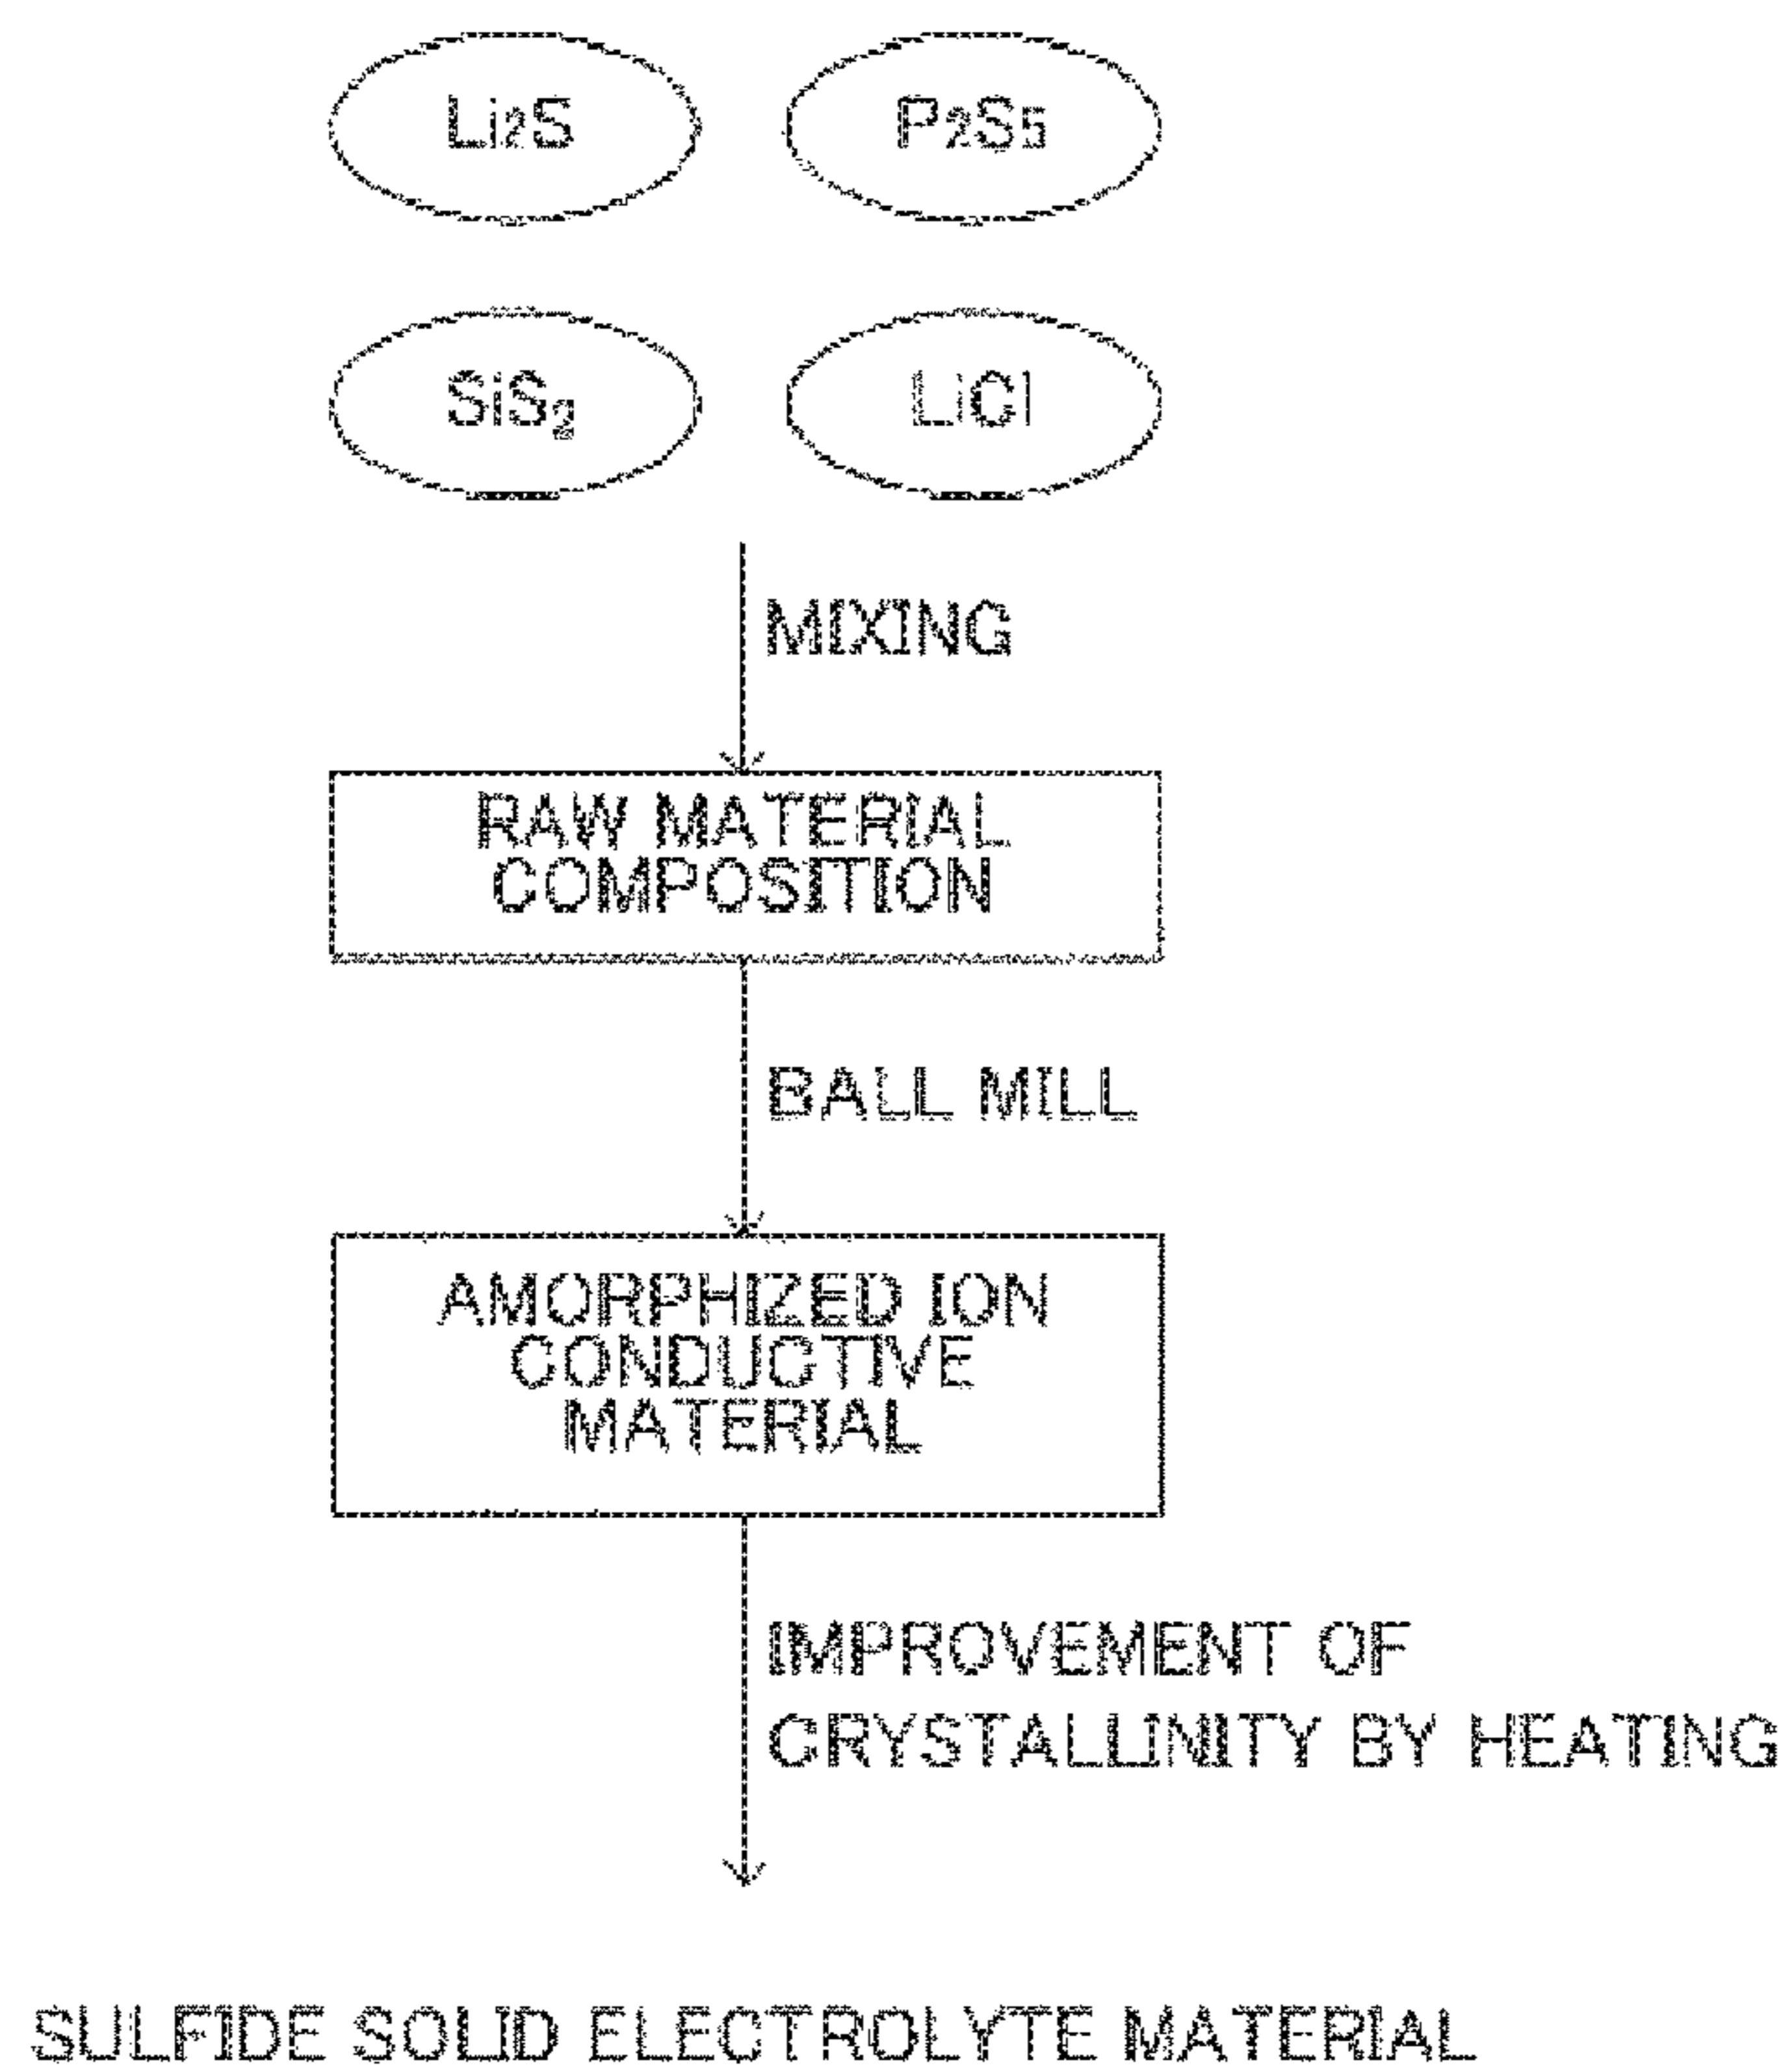 Li2S
P2S5
SiS2
LiCl
MIXING
RAW MATERIAL
COMPOSITION
BALL MILL
AMORPHIZED ION
CONDUCTIVE
MATERIAL
IMPROVEMENT OF
CRYSTALLINITY BY HEATING
SULFIDE SOLID ELECTROLYTE MATERIAL